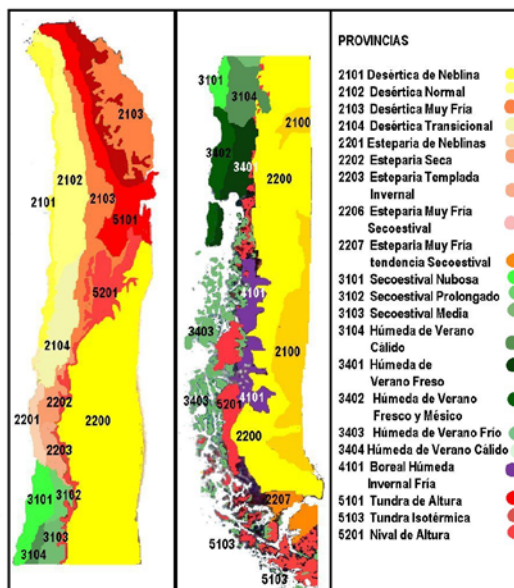 2103
2102
2103
2101
5101
5201
2104
2202
2201
2200
2203
3101
3102
3103
3104
3101
3104
2100
3402
3401
2200
4101
3403
2100
4101
3403
5201
2200
2207
5103
5103
PROVINCIAS
2101 Desértica de Neblina
2102 Desértica Normal
2103 Desértica Muy Fría
2104 Desértica Transicional
2201 Esteparia de Neblinas
2202 Esteparia Seca
2203 Esteparia Templada
Invernal
2206 Esteparia Muy Fría
Secoestival
2207 Esteparia Muy Fría
tendencia Secoestival
3101 Secoestival Nubosa
3102 Secoestival Prolongado
3103 Secoestival Media
3104 Húmeda de Verano
Cálido
3401 Húmeda de
Verano Freso
3402 Húmeda de Verano
Fresco y México
3403 Húmeda de Verano Frío
3404 Húmeda de Verano Cálido
4101 Boreal Húmeda
Invernal Fría
5101 Tundra de Altura
5103 Tundra Isotérmica
5201 Nival de Altura